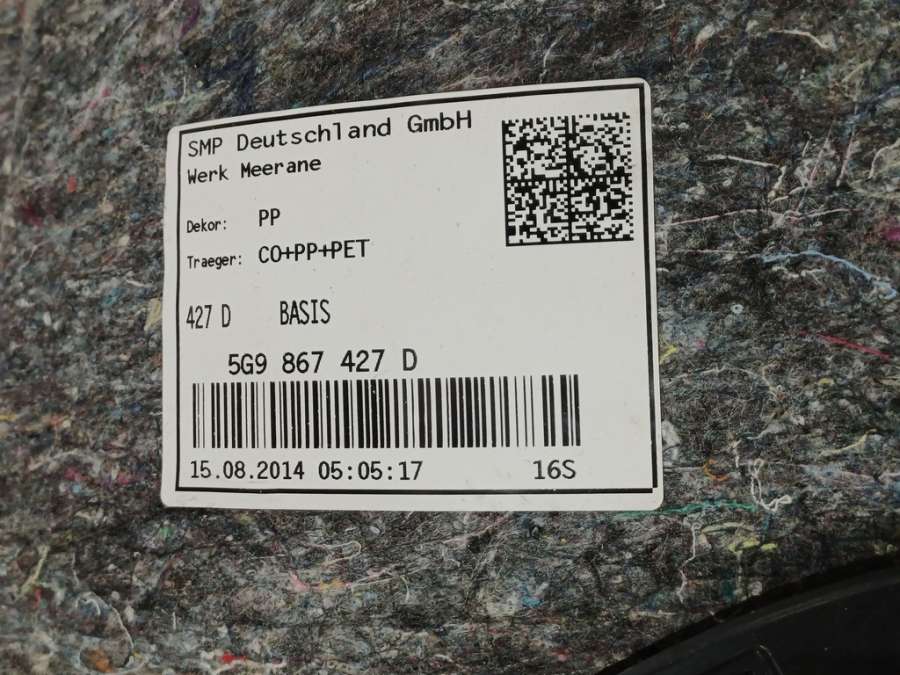 SMP Deutschland GmbH
Werk Meerane
Dekor: PP
Traeger: CO+PP+PET
427 D BASIS
5G9 867 427 D
15.08.2014 05:05:17 16S